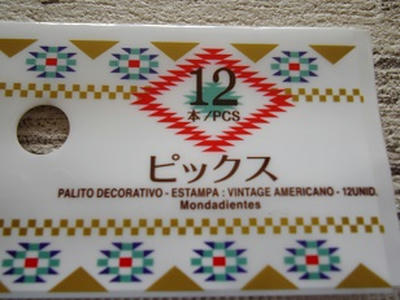 12
本/PCS
ピックス
PALITO DECORATIVO - ESTAMPA : VINTAGE AMERICANO - 12UNID.
Mondadientes